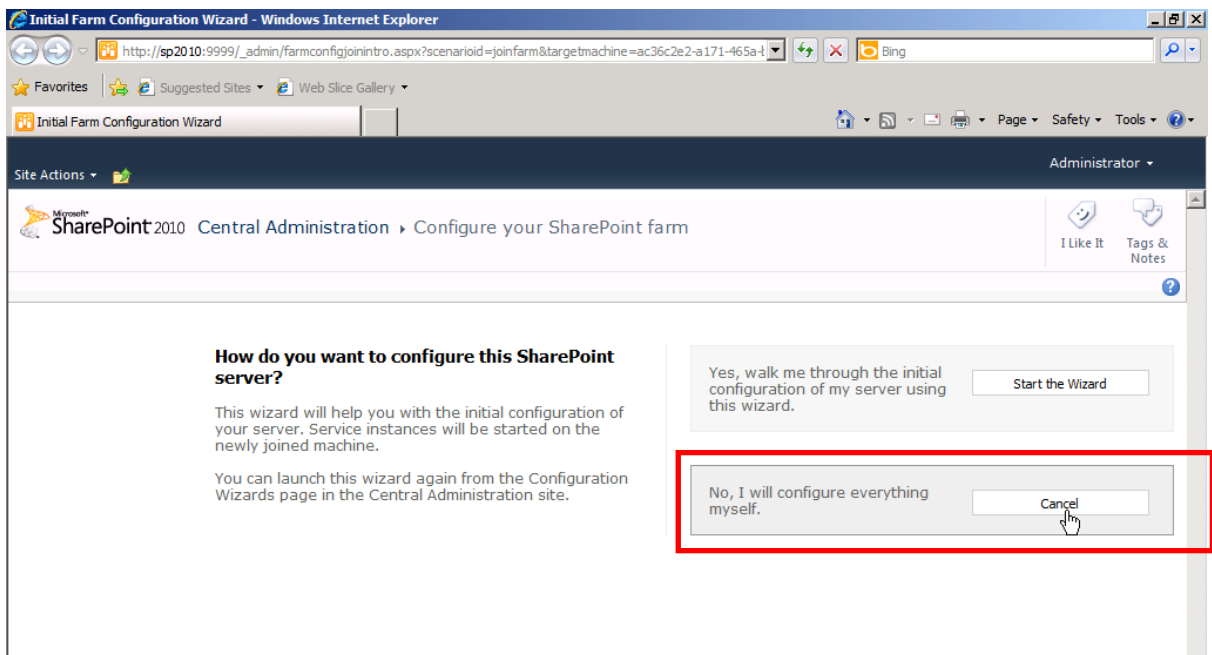 Initial Farm Configuration Wizard - Windows Internet Explorer
http://sp2010:9999/_admin/farmconfigjoinintro.aspx?scenarioid=joinfarm&targetmachine=ac36c2e2-a171-465a-
Bing
Favorites Suggested Sites Web Slice Gallery
Initial Farm Configuration Wizard
Page Safety Tools
Administrator
Site Actions
Microsoft
SharePoint 2010 Central Administration Configure your SharePoint farm
I Like It
Tags &
Notes
How do you want to configure this SharePoint
server?
This wizard will help you with the initial configuration of
your server. Service instances will be started on the
newly joined machine.
You can launch this wizard again from the Configuration
Wizards page in the Central Administration site.
Yes, walk me through the initial
configuration of my server using
this wizard.
Start the Wizard
No, I will configure everything
myself.
Cancel